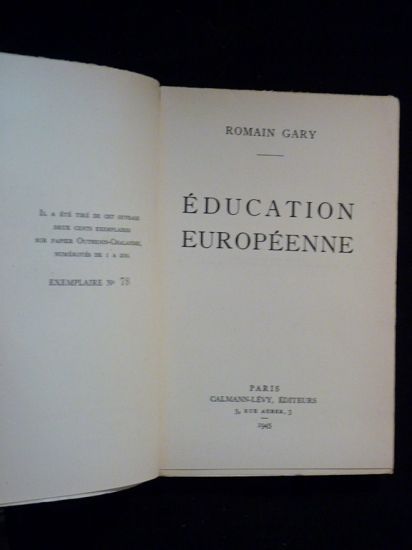 IL A ÉTÉ TIRÉ DE CET OUVRAGE
DEUX CENTS EXEMPLAIRES
SUR PAPIER OUTHENIN-CHALANDRE,
NUMÉROTÉS DE 1 A 200
EXEMPLAIRE Nº 78
ROMAIN GARY
ÉDUCATION
EUROPÉENNE
PARIS
CALMANN-LÉVY, ÉDITEURS
3, RUE AUBER, 3
1945